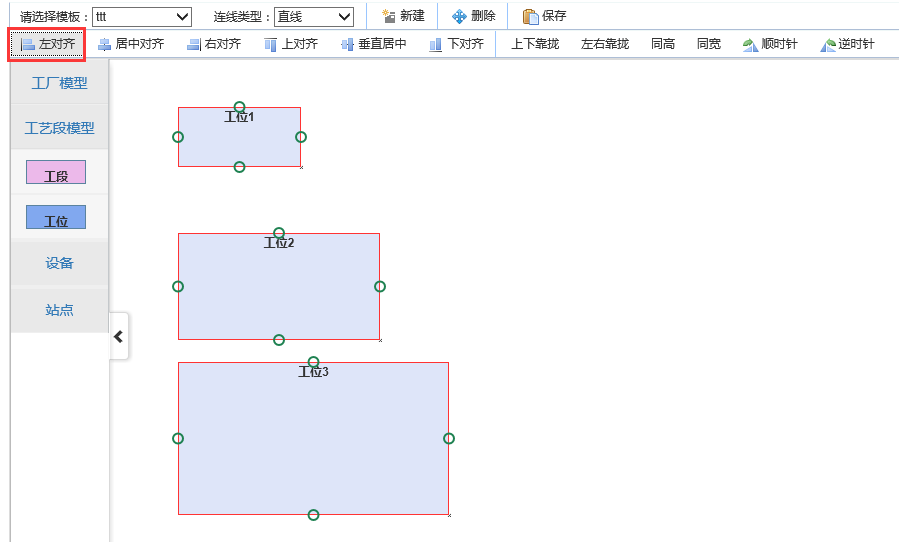 请选择模板： ttt 连线类型： 直线 新建 删除 保存
左对齐 居中对齐 右对齐 上对齐 垂直居中 下对齐 上下靠拢 左右靠拢 同高 同宽 顺时针 逆时针
工厂模型
工艺段模型
工段
工位
设备
站点
工位1
工位2
工位3